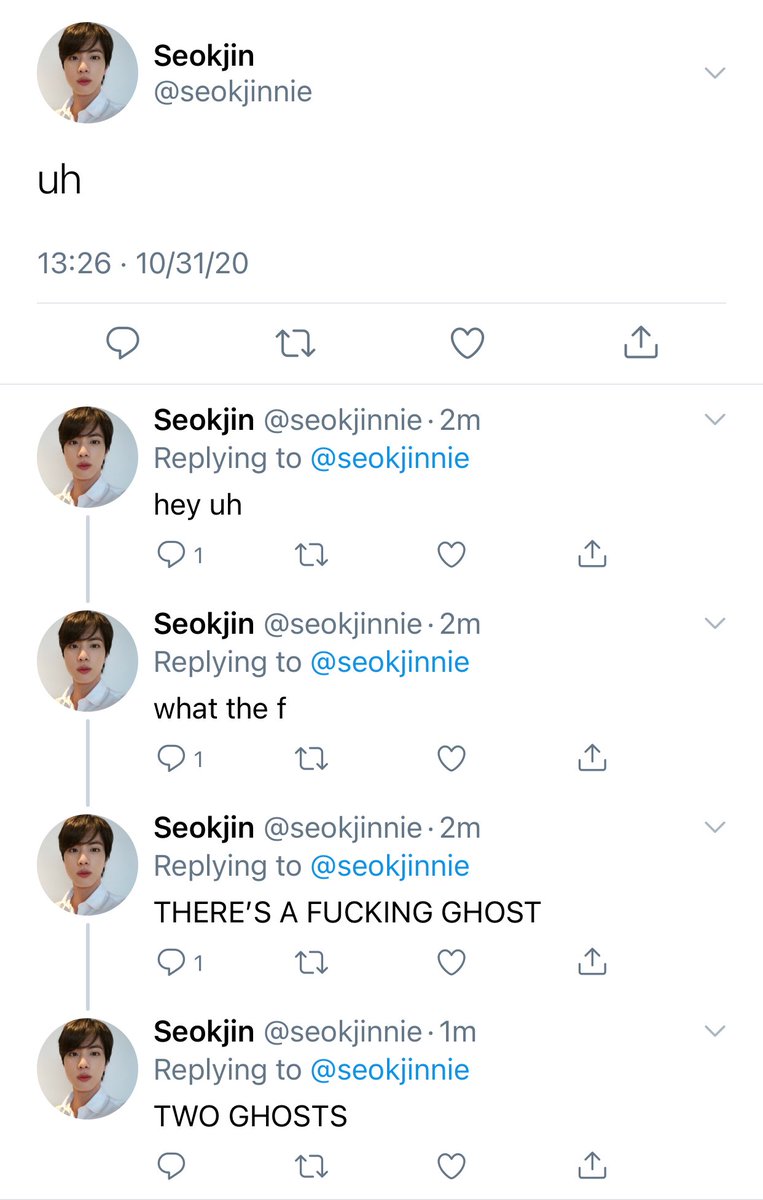 Seokjin
@seokjinnie
uh
13:26 · 10/31/20
Seokjin @seokjinnie · 2m
Replying to @seokjinnie
hey uh
1
Seokjin @seokjinnie · 2m
Replying to @seokjinnie
what the f
1
Seokjin @seokjinnie · 2m
Replying to @seokjinnie
THERE’S A FUCKING GHOST
1
Seokjin @seokjinnie · 1m
Replying to @seokjinnie
TWO GHOSTS